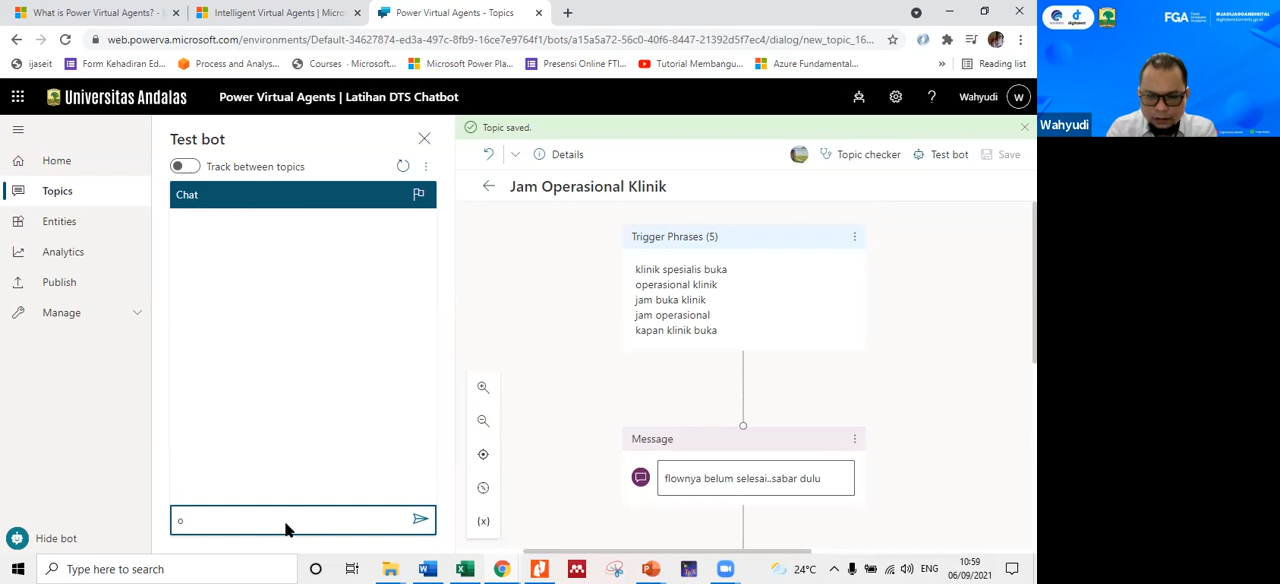 What is Power Virtual Agents? -
Intelligent Virtual Agents | Micro
Power Virtual Agents - Topics
web.powerva.microsoft.com/environments/Default-34627874-ed3a-497c-8fb9-16ce7e9764f1/bots/a15a5a72-56c0-40f6-8447-21392d5f7ec4/dialog/new_topic_16...
ijaseit
Form Kehadiran Ed...
Process and Analys...
Courses - Microsoft...
Microsoft Power Pla...
Presensi Online FTI...
Tutorial Membangu...
Azure Fundamental...
»
Reading list
Universitas Andalas
Power Virtual Agents | Latihan DTS Chatbot
Wahyudi
W
Home
Topics
Entities
Analytics
Publish
Manage
Hide bot
Test bot
Track between topics
Chat
o
Topic saved.
Details
Topic checker
Test bot
Save
Jam Operasional Klinik
Trigger Phrases (5)
klinik spesialis buka
operasional klinik
jam buka klinik
jam operasional
kapan klinik buka
Message
flownya belum selesai..sabar dulu
{x}
Type here to search
24°C
ENG
10:59
06/09/2021
digitalent
FGA
Wahyudi